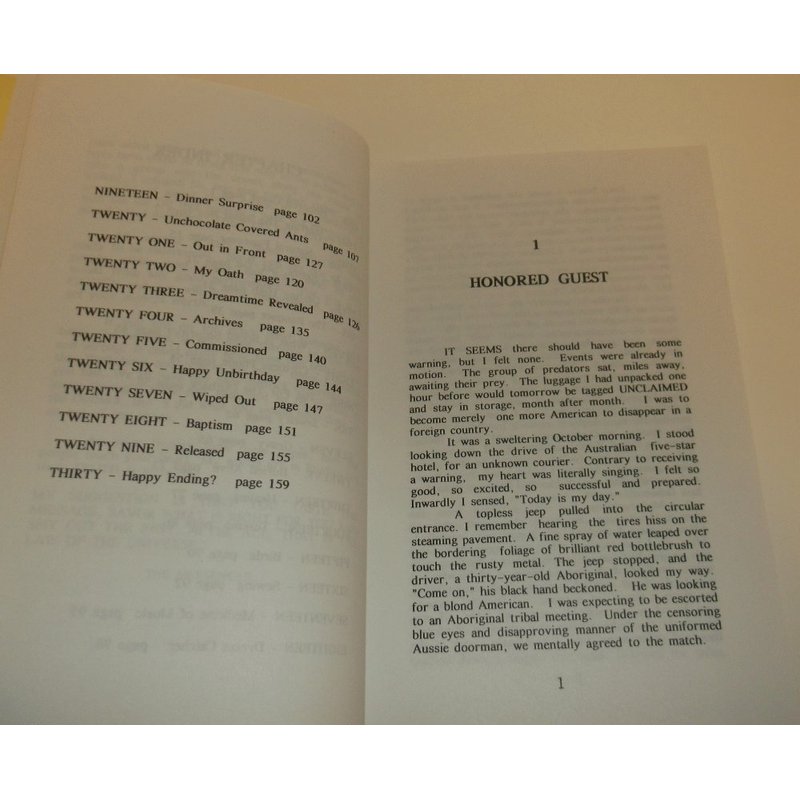 NINETEEN – Dinner Surprise page 102
TWENTY – Unchocolate Covered Ants page 107
TWENTY ONE – Out in Front page 127
TWENTY TWO – My Oath page 120
TWENTY THREE – Dreamtime Revealed page 126
TWENTY FOUR – Archives page 135
TWENTY FIVE – Commissioned page 140
TWENTY SIX – Happy Unbirthday page 144
TWENTY SEVEN – Wiped Out page 147
TWENTY EIGHT – Baptism page 151
TWENTY NINE – Released page 155
THIRTY – Happy Ending? page 159
1
HONORED GUEST
IT SEEMS there should have been some
warning, but I felt none. Events were already in
motion. The group of predators sat, miles away,
awaiting their prey. The luggage I had unpacked one
hour before would tomorrow be tagged UNCLAIMED
and stay in storage, month after month. I was to
become merely one more American to disappear in a
foreign country.
It was a sweltering October morning. I stood
looking down the drive of the Australian five-star
hotel, for an unknown courier. Contrary to receiving
a warning, my heart was literally singing. I felt so
good, so excited, so successful and prepared.
Inwardly I sensed, "Today is my day."
A topless jeep pulled into the circular
entrance. I remember hearing the tires hiss on the
steaming pavement. A fine spray of water leaped over
the bordering foliage of brilliant red bottlebrush to
touch the rusty metal. The jeep stopped, and the
driver, a thirty-year-old Aboriginal, looked my way.
"Come on," his black hand beckoned. He was looking
for a blond American. I was expecting to be escorted
to an Aboriginal tribal meeting. Under the censoring
blue eyes and disapproving manner of the uniformed
Aussie doorman, we mentally agreed to the match.
1